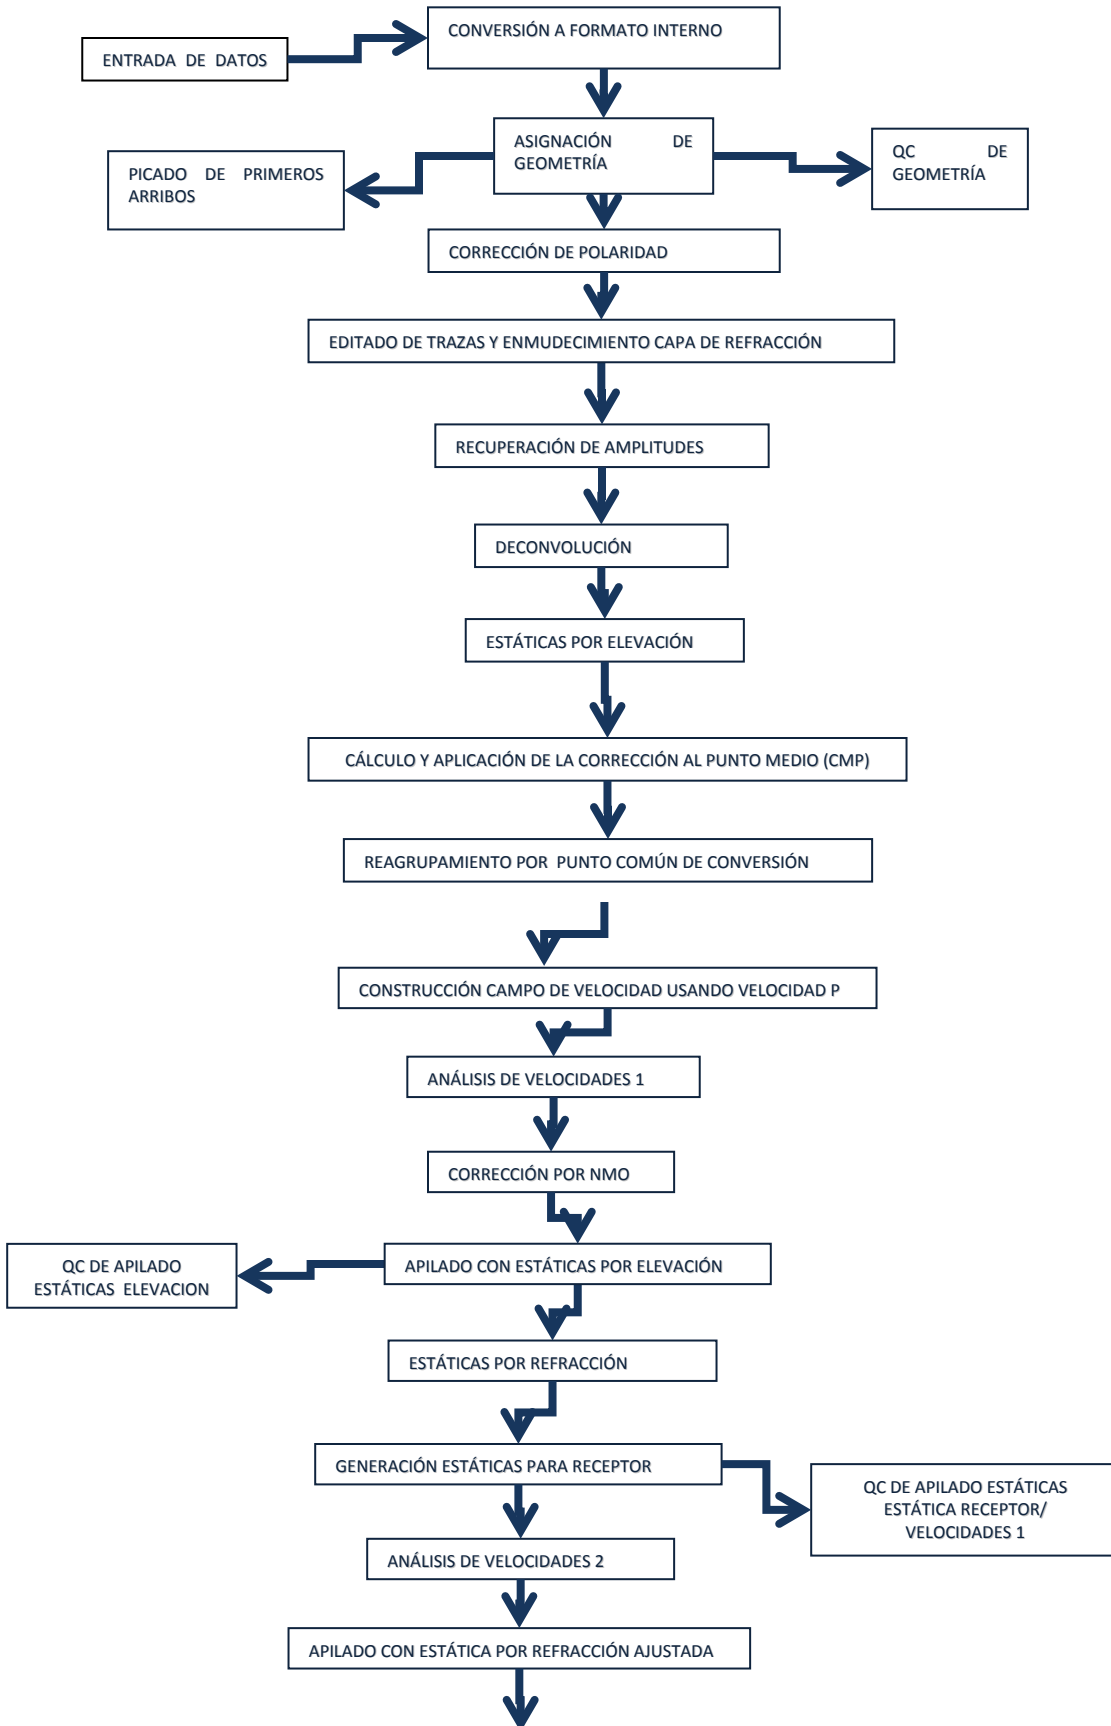 CONVERSIÓN A FORMATO INTERNO
ENTRADA DE DATOS
ASIGNACIÓN DE
GEOMETRÍA
PICADO DE PRIMEROS
ARRIBOS
QC DE
GEOMETRÍA
CORRECCIÓN DE POLARIDAD
EDITADO DE TRAZAS Y ENMUDECIMIENTO CAPA DE REFRACCIÓN
RECUPERACIÓN DE AMPLITUDES
DECONVOLUCIÓN
ESTÁTICAS POR ELEVACIÓN
CÁLCULO Y APLICACIÓN DE LA CORRECCIÓN AL PUNTO MEDIO (CMP)
REAGRUPAMIENTO POR PUNTO COMÚN DE CONVERSIÓN
CONSTRUCCIÓN CAMPO DE VELOCIDAD USANDO VELOCIDAD P
ANÁLISIS DE VELOCIDADES 1
CORRECCIÓN POR NMO
APILADO CON ESTÁTICAS POR ELEVACIÓN
QC DE APILADO
ESTÁTICAS ELEVACION
ESTÁTICAS POR REFRACCIÓN
GENERACIÓN ESTÁTICAS PARA RECEPTOR
QC DE APILADO ESTÁTICAS
ESTÁTICA RECEPTOR/
VELOCIDADES 1
ANÁLISIS DE VELOCIDADES 2
APILADO CON ESTÁTICA POR REFRACCIÓN AJUSTADA